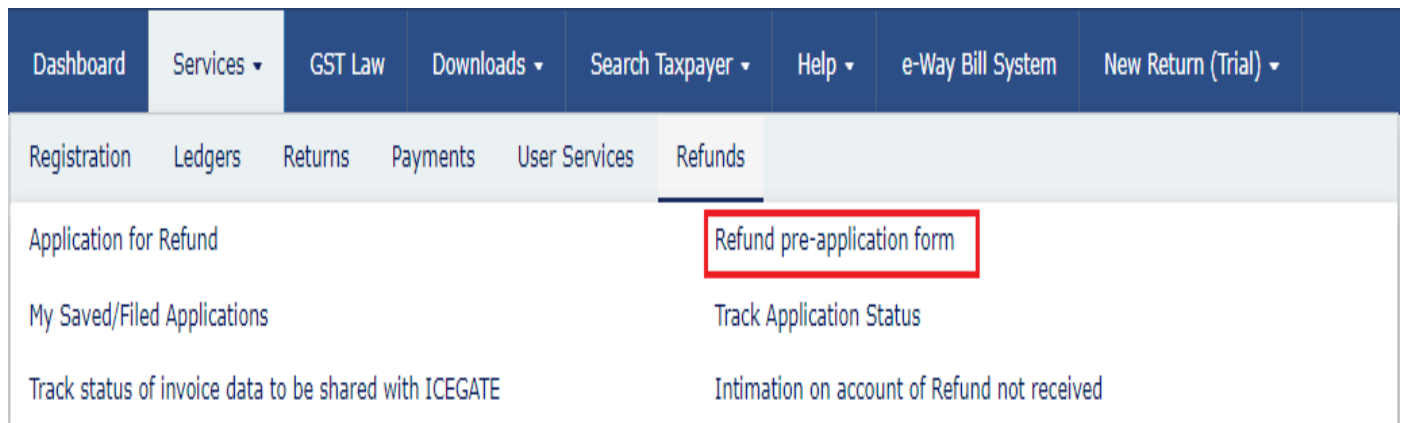 Dashboard Services GST Law Downloads Search Taxpayer Help e-Way Bill System New Return (Trial)
Registration Ledgers Returns Payments User Services Refunds
Application for Refund Refund pre-application form
My Saved/Filed Applications Track Application Status
Track status of invoice data to be shared with ICEGATE Intimation on account of Refund not received